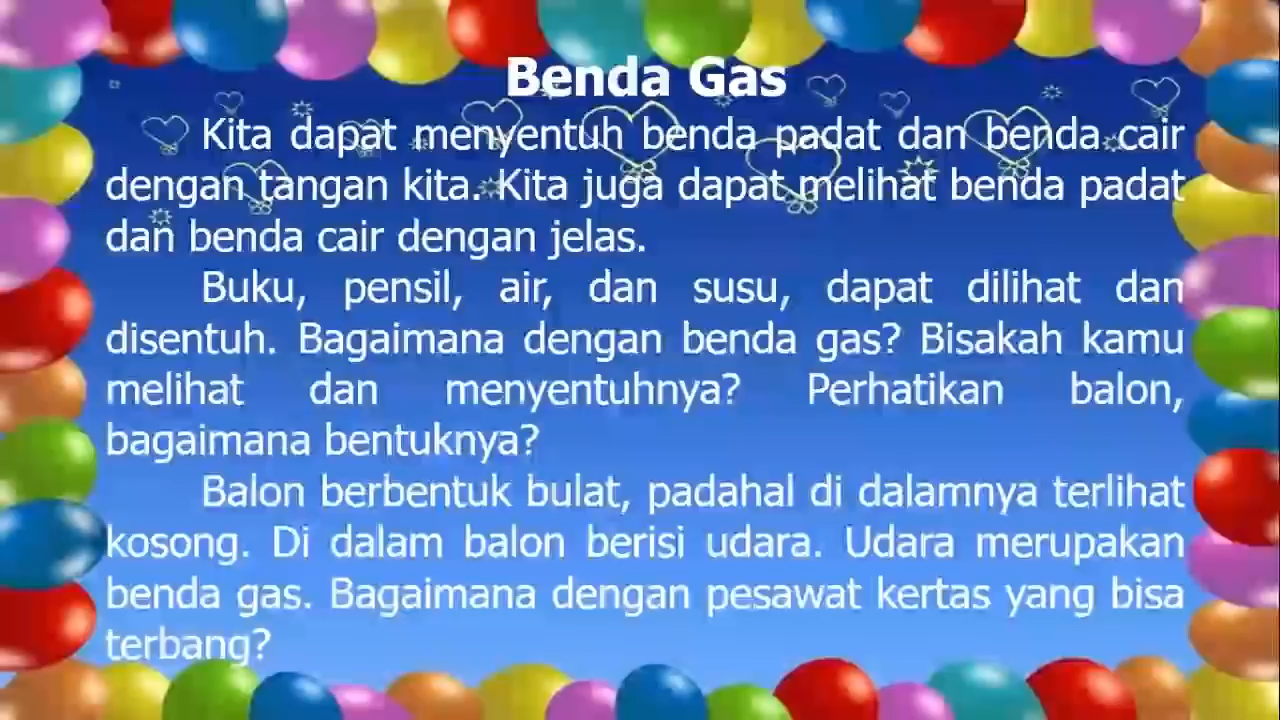 Benda Gas
Kita dapat menyentuh benda padat dan benda cair
dengan tangan kita. Kita juga dapat melihat benda padat
dan benda cair dengan jelas.
Buku, pensil, air, dan susu, dapat dilihat dan
disentuh. Bagaimana dengan benda gas? Bisakah kamu
melihat dan menyentuhnya? Perhatikan balon,
bagaimana bentuknya?
Balon berbentuk bulat, padahal di dalamnya terlihat
kosong. Di dalam balon berisi udara. Udara merupakan
benda gas. Bagaimana dengan pesawat kertas yang bisa
terbang?